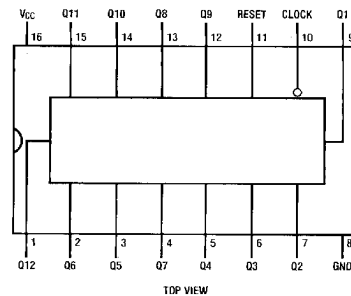 VCC Q11 Q10 Q8 Q9 RESET CLOCK Q1
16 15 14 13 12 11 10 9
1 2 3 4 5 6 7 8
Q12 Q6 Q5 Q7 Q4 Q3 Q2 GND
TOP VIEW